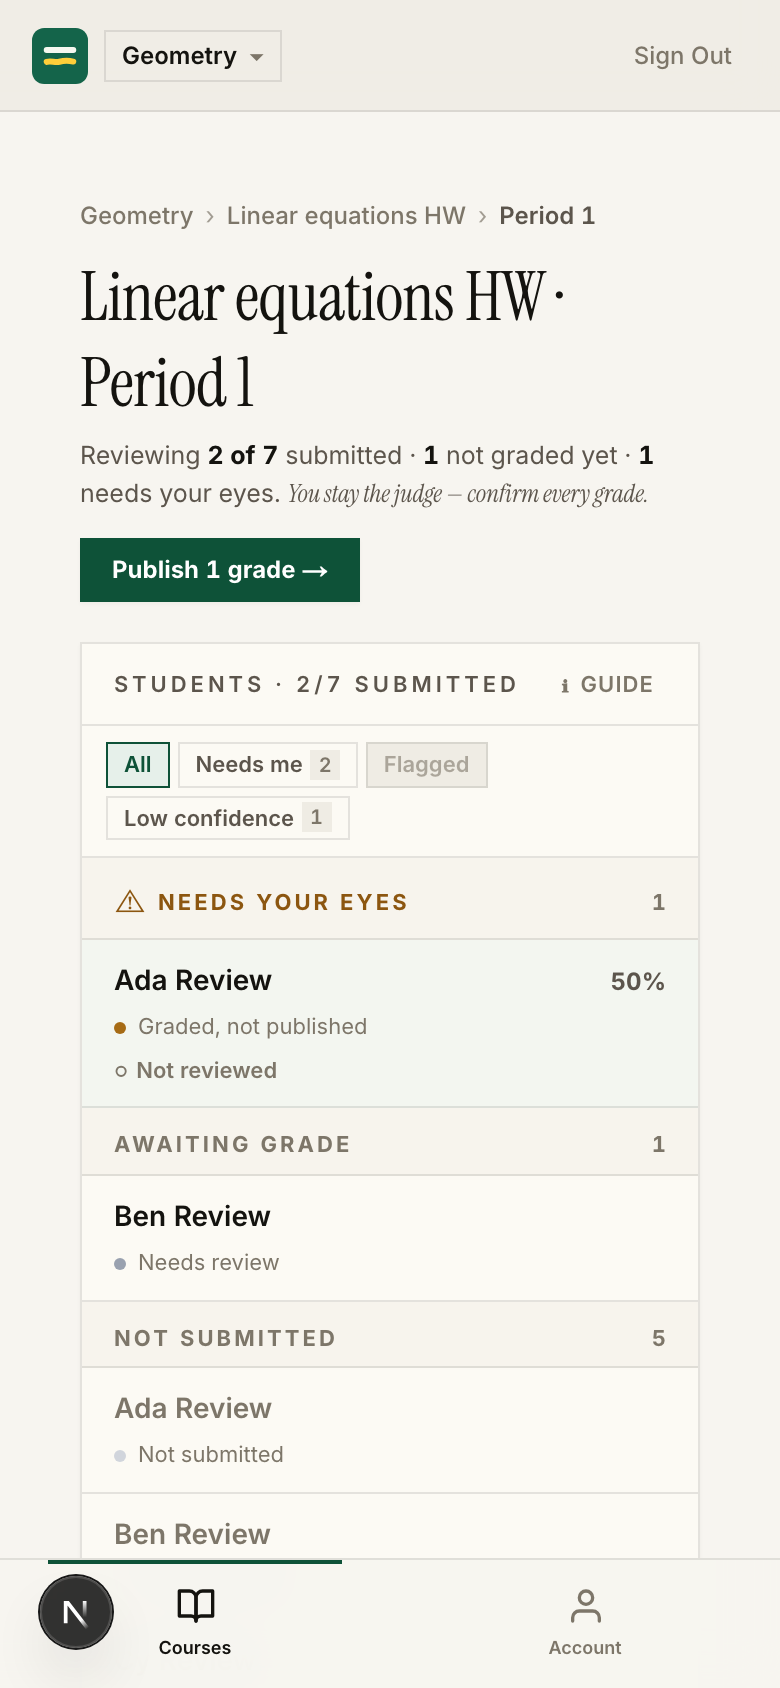 Geometry
Sign Out
Geometry › Linear equations HW › Period 1
Linear equations HW ·
Period 1
Reviewing 2 of 7 submitted · 1 not graded yet · 1
needs your eyes. You stay the judge — confirm every grade.
Publish 1 grade →
STUDENTS · 2/7 SUBMITTED
ℹ GUIDE
All
Needs me 2
Flagged
Low confidence 1
⚠ NEEDS YOUR EYES 1
Ada Review 50%
Graded, not published
Not reviewed
AWAITING GRADE 1
Ben Review
Needs review
NOT SUBMITTED 5
Ada Review
Not submitted
Ben Review
N
Courses
Account